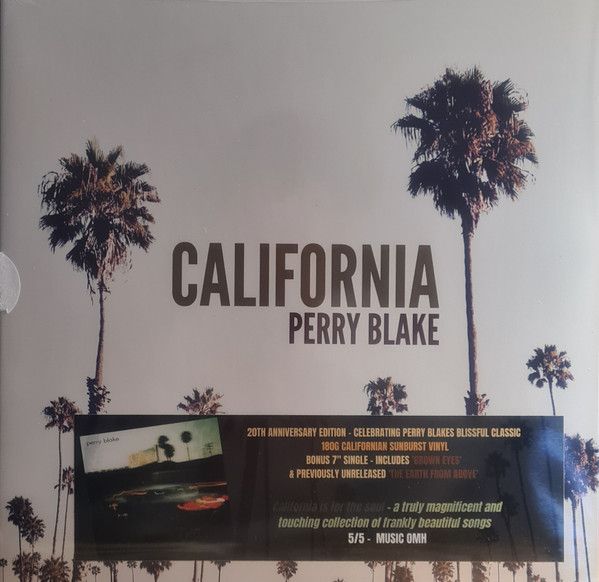 CALIFORNIA
PERRY BLAKE
perry blake
20TH ANNIVERSARY EDITION - CELEBRATING PERRY BLAKES BLISSFUL CLASSIC
180G CALIFORNIAN SUNBURST VINYL
BONUS 7" SINGLE - INCLUDES 'BROWN EYES'
& PREVIOUSLY UNRELEASED 'THE EARTH FROM ABOVE'
California is for the soul - a truly magnificent and
touching collection of frankly beautiful songs
5/5 - MUSIC OMH